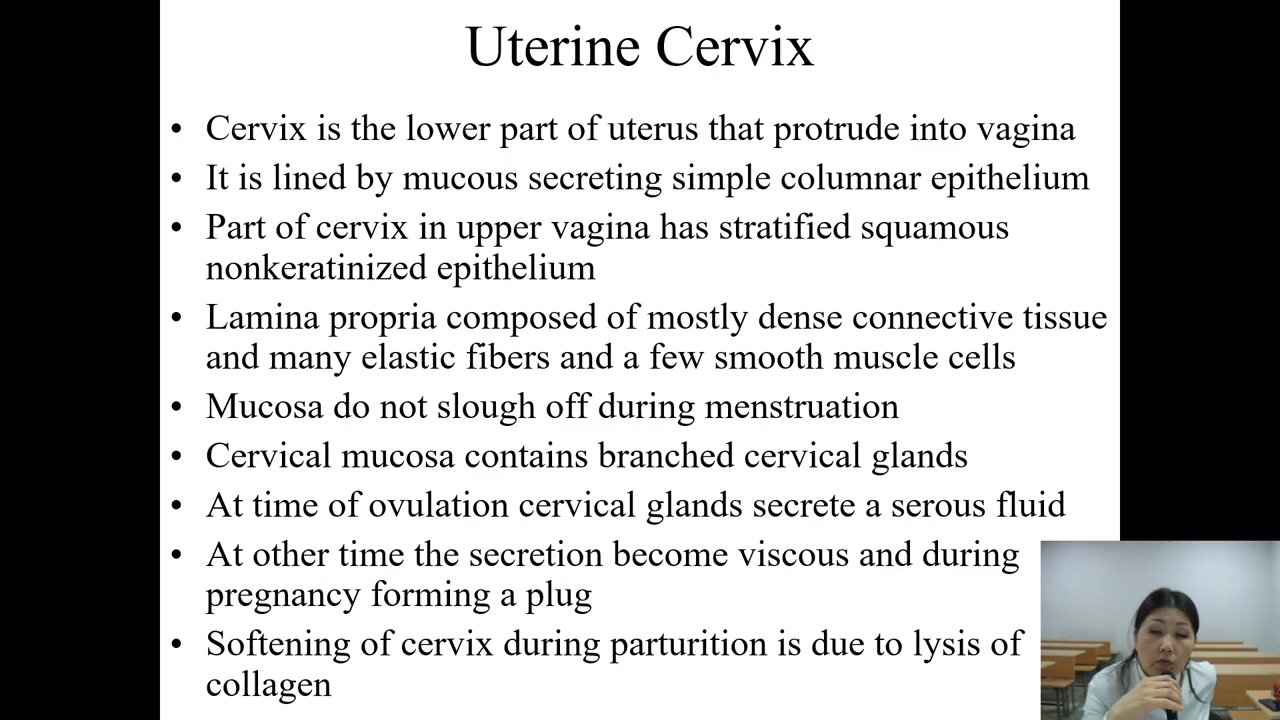 Uterine Cervix
• Cervix is the lower part of uterus that protrude into vagina
• It is lined by mucous secreting simple columnar epithelium
• Part of cervix in upper vagina has stratified squamous
nonkeratinized epithelium
• Lamina propria composed of mostly dense connective tissue
and many elastic fibers and a few smooth muscle cells
• Mucosa do not slough off during menstruation
• Cervical mucosa contains branched cervical glands
• At time of ovulation cervical glands secrete a serous fluid
• At other time the secretion become viscous and during
pregnancy forming a plug
• Softening of cervix during parturition is due to lysis of
collagen